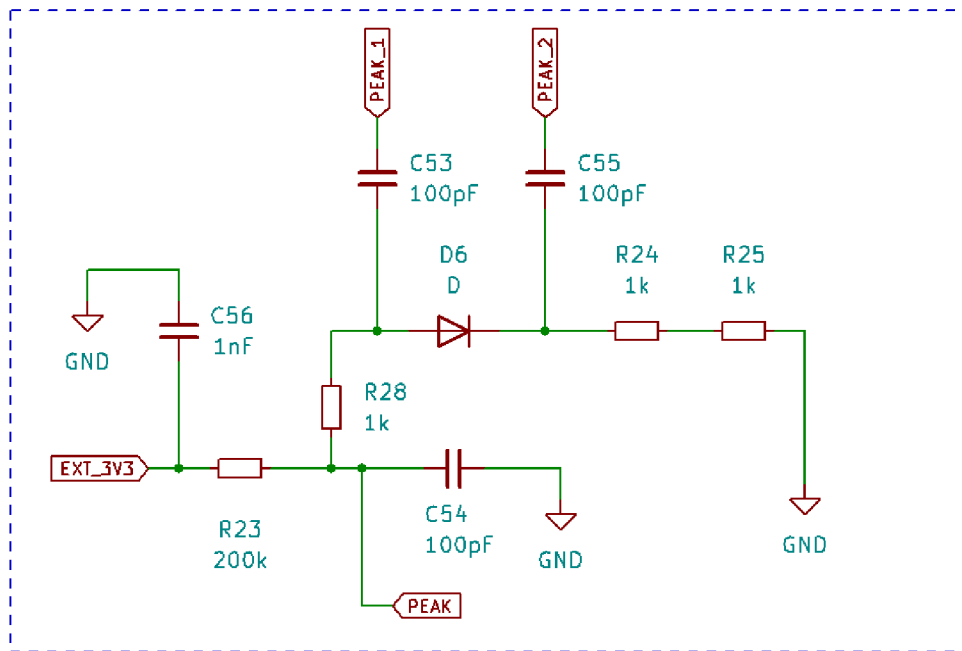 PEAK_1
PEAK_2
C53
100pF
C55
100pF
D6
D
R24
1k
R25
1k
C56
1nF
GND
R28
1k
EXT_3V3
R23
200k
C54
100pF
GND
GND
PEAK